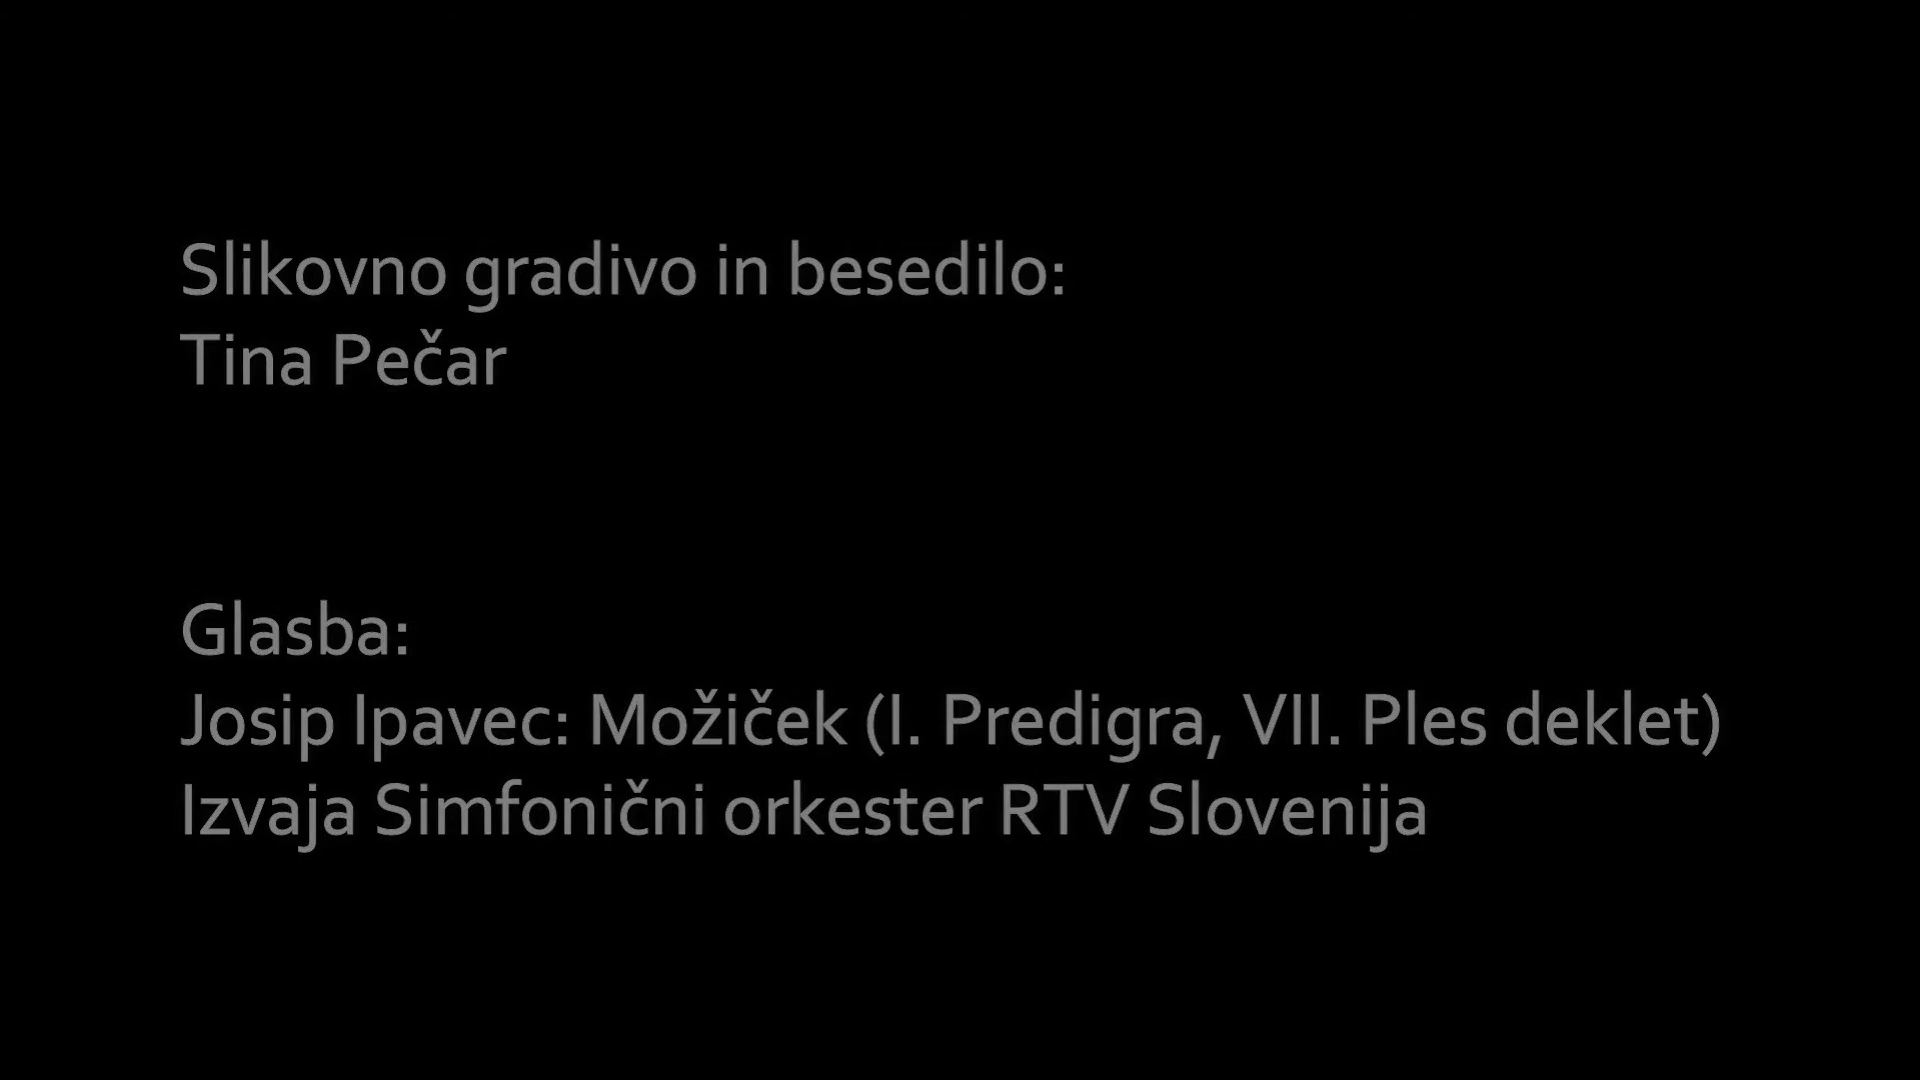 Slikovno gradivo in besedilo:
Tina Pečar
Glasba:
Josip Ipavec: Možiček (I. Predigra, VII. Ples deklet)
Izvaja Simfonični orkester RTV Slovenija